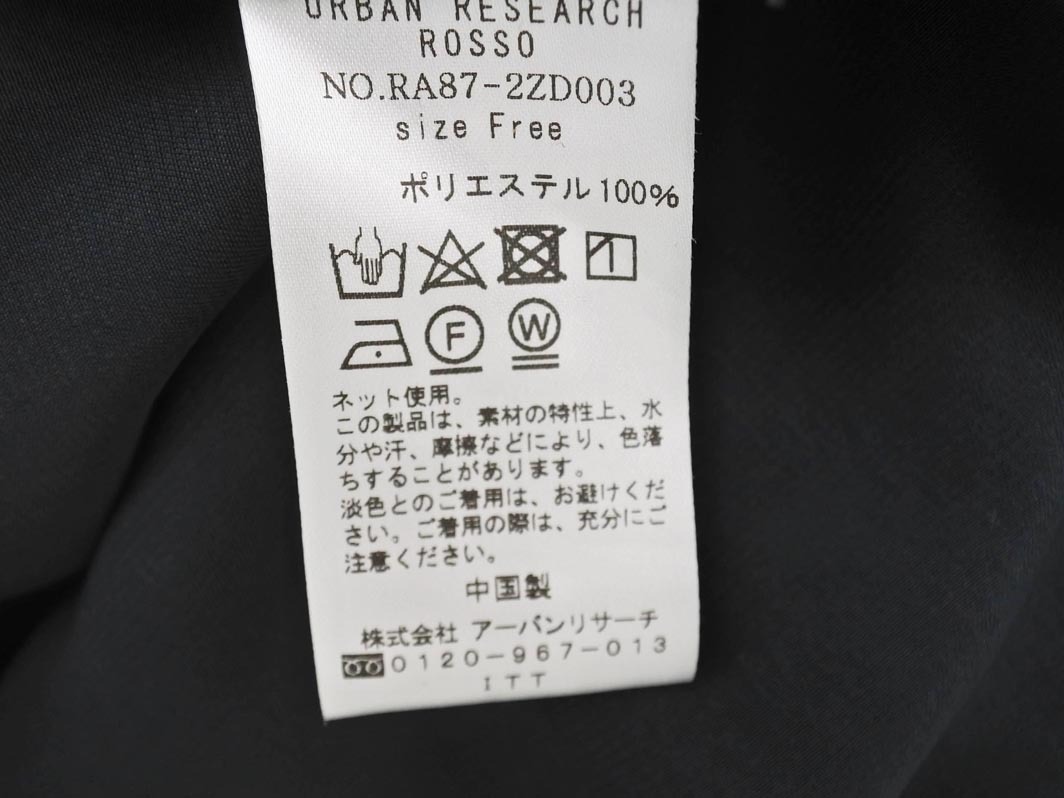 URBAN RESEARCH
ROSSO
NO.RA87-2ZD003
size Free
ポリエステル100%
F W
ネット使用。
この製品は、素材の特性上、水
分や汗、摩擦などにより、色落
ちすることがあります。
淡色とのご着用は、お避けくだ
さい。ご着用の際は、充分にご
注意ください。
中国製
株式会社 アーバンリサーチ
0120-967-013
ITT